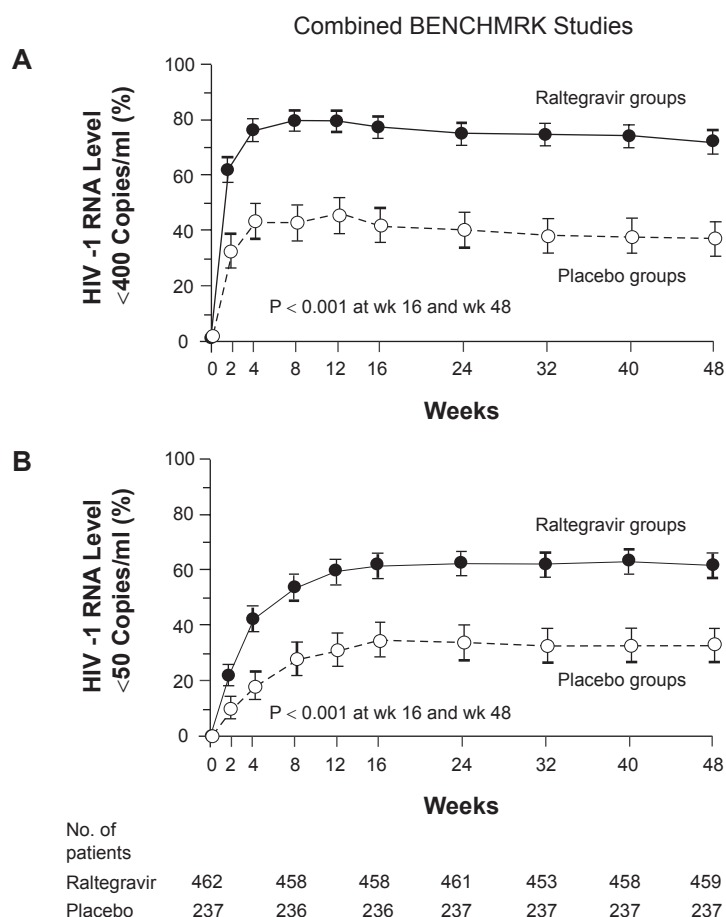 Combined BENCHMRK Studies
A
HIV -1 RNA Level
<400 Copies/ml (%)
100
80
60
40
20
0
Raltegravir groups
Placebo groups
P < 0.001 at wk 16 and wk 48
0 2 4 8 12 16 24 32 40 48
Weeks
B
HIV -1 RNA Level
<50 Copies/ml (%)
100
80
60
40
20
0
Raltegravir groups
Placebo groups
P < 0.001 at wk 16 and wk 48
0 2 4 8 12 16 24 32 40 48
Weeks
No. of
patients
Raltegravir 462 458 458 461 453 458 459
Placebo 237 236 236 237 237 237 237